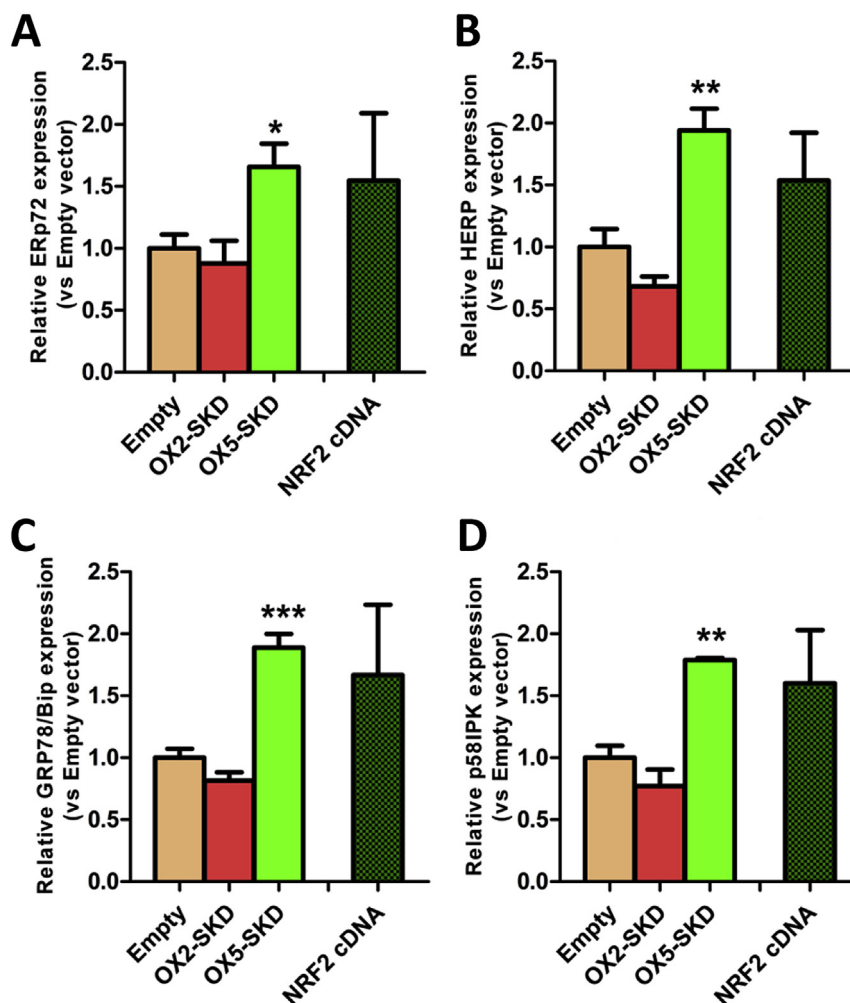 A
Relative ERp72 expression
(vs Empty vector)
2.5
2.0
1.5
1.0
0.5
0.0
*
Empty
OX2-SKD
OX5-SKD
NRF2 cDNA
B
Relative HERP expression
(vs Empty vector)
2.5
2.0
1.5
1.0
0.5
0.0
**
Empty
OX2-SKD
OX5-SKD
NRF2 cDNA
C
Relative GRP78/Bip expression
(vs Empty vector)
2.5
2.0
1.5
1.0
0.5
0.0
***
Empty
OX2-SKD
OX5-SKD
NRF2 cDNA
D
Relative p58IPK expression
(vs Empty vector)
2.5
2.0
1.5
1.0
0.5
0.0
**
Empty
OX2-SKD
OX5-SKD
NRF2 cDNA